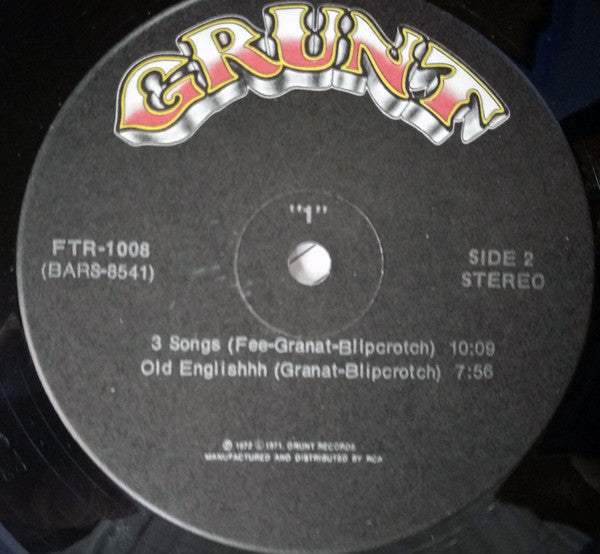 GRUNT
"1"
FTR-1008
(BARS-8541)
SIDE 2
STEREO
3 Songs (Fee-Granat-Blipcrotch) 10:09
Old Englishhh (Granat-Blipcrotch) 7:56
℗ 1972 © 1971, GRUNT RECORDS
MANUFACTURED AND DISTRIBUTED BY RCA